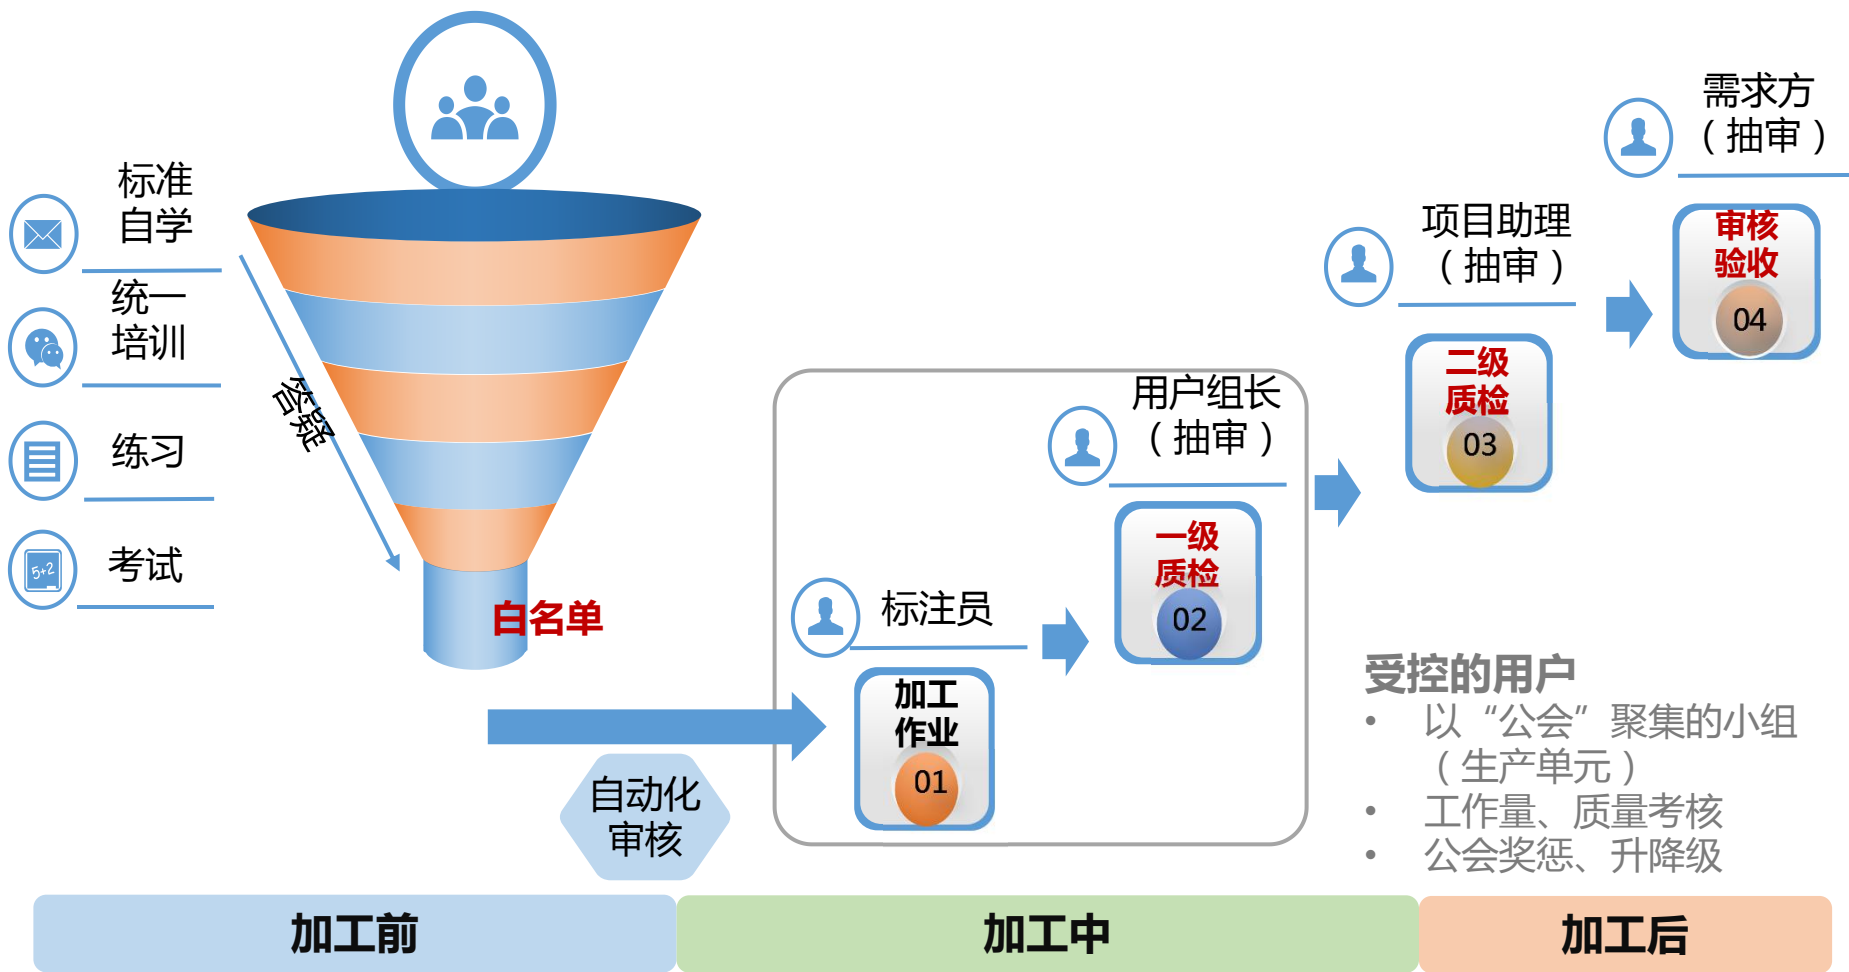 标准
自学
统一
培训
练习
5+2
考试
答疑
白名单
自动化
审核
标注员
加工
作业
01
用户组长
（抽审）
一级
质检
02
项目助理
（抽审）
二级
质检
03
需求方
（抽审）
审核
验收
04
受控的用户
• 以“公会”聚集的小组
（生产单元）
• 工作量、质量考核
• 公会奖惩、升降级
加工前
加工中
加工后